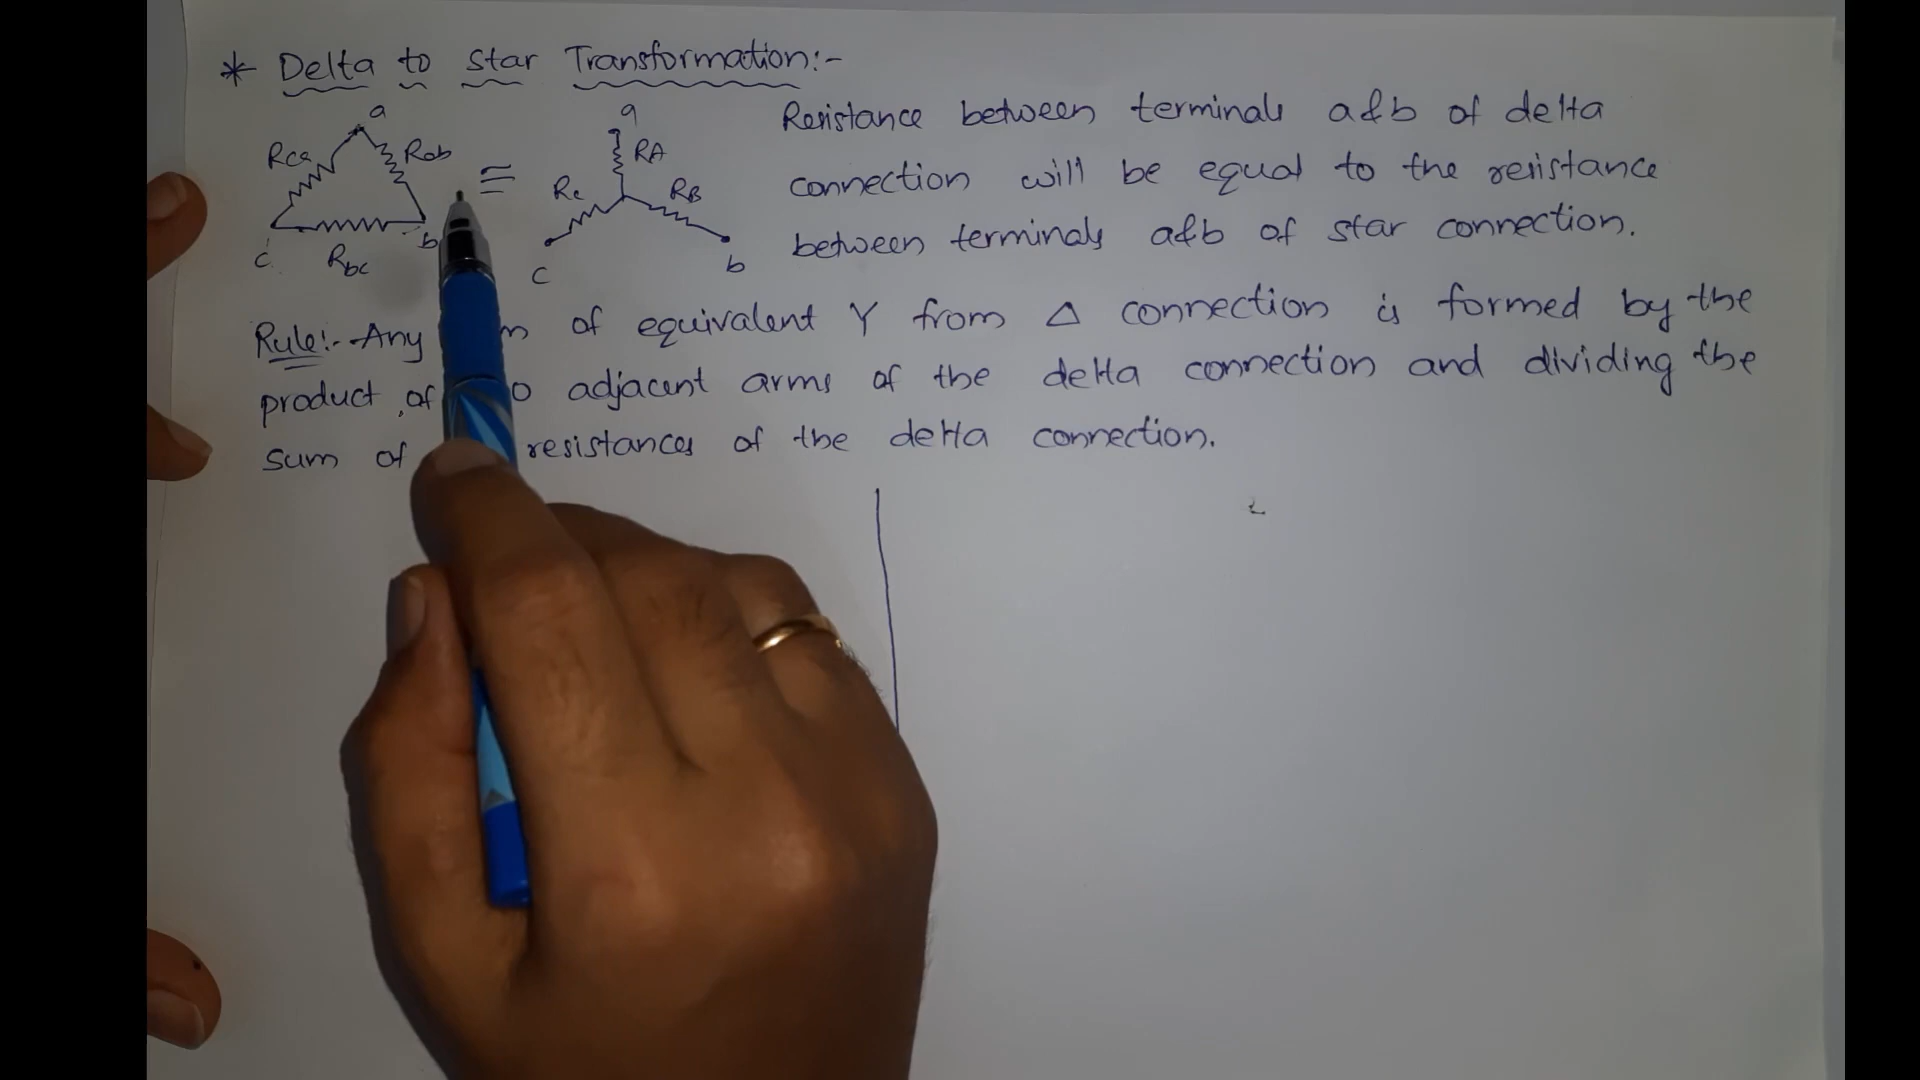 * Delta to Star Transformation:-
a
Rca
Rab
c
Rbc
b
=
a
RA
Rc
RB
c
b
Resistance between terminals a&b of delta
connection will be equal to the resistance
between terminals a&b of star connection.
Rule:- Any of equivalent Y from Δ connection is formed by the
product of adjacent arms of the delta connection and dividing the
sum of resistances of the delta connection.